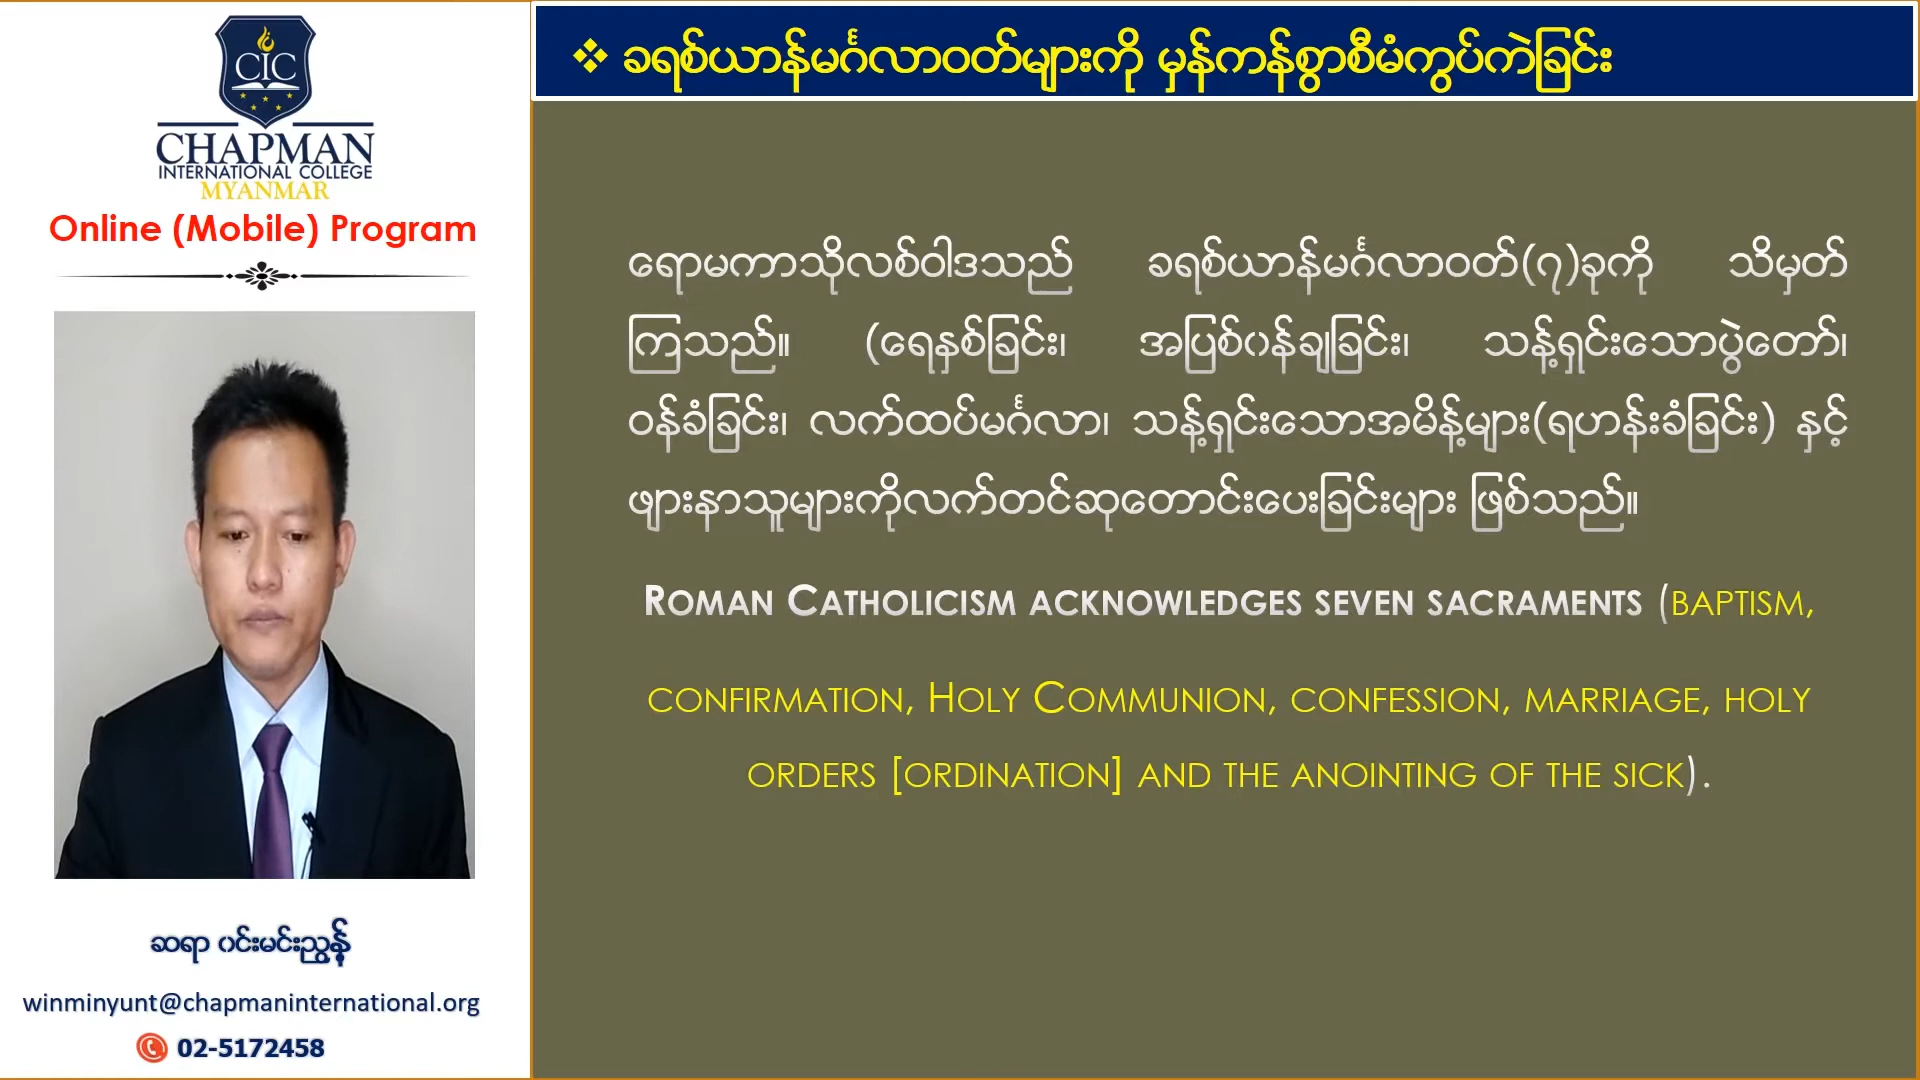 CIC
CHAPMAN
INTERNATIONAL COLLEGE
MYANMAR
Online (Mobile) Program
ဆရာ ဝင်းမင်းညွန့်
winminyunt@chapmaninternational.org
02-5172458
❖ ခရစ်ယာန်မင်္ဂလာဝတ်များကို မှန်ကန်စွာစီမံကွပ်ကဲခြင်း
ရောမကာသိုလစ်ဝါဒသည် ခရစ်ယာန်မင်္ဂလာဝတ်(၇)ခုကို သိမှတ်
ကြသည်။ (ရေနှစ်ခြင်း၊ အပြစ်ဝန်ချခြင်း၊ သန့်ရှင်းသောပွဲတော်၊
ဝန်ခံခြင်း၊ လက်ထပ်မင်္ဂလာ၊ သန့်ရှင်းသောအမိန့်များ(ရဟန်းခံခြင်း) နှင့်
ဖျားနာသူများကိုလက်တင်ဆုတောင်းပေးခြင်းများ ဖြစ်သည်။
ROMAN CATHOLICISM ACKNOWLEDGES SEVEN SACRAMENTS (BAPTISM,
CONFIRMATION, HOLY COMMUNION, CONFESSION, MARRIAGE, HOLY
ORDERS [ORDINATION] AND THE ANOINTING OF THE SICK).